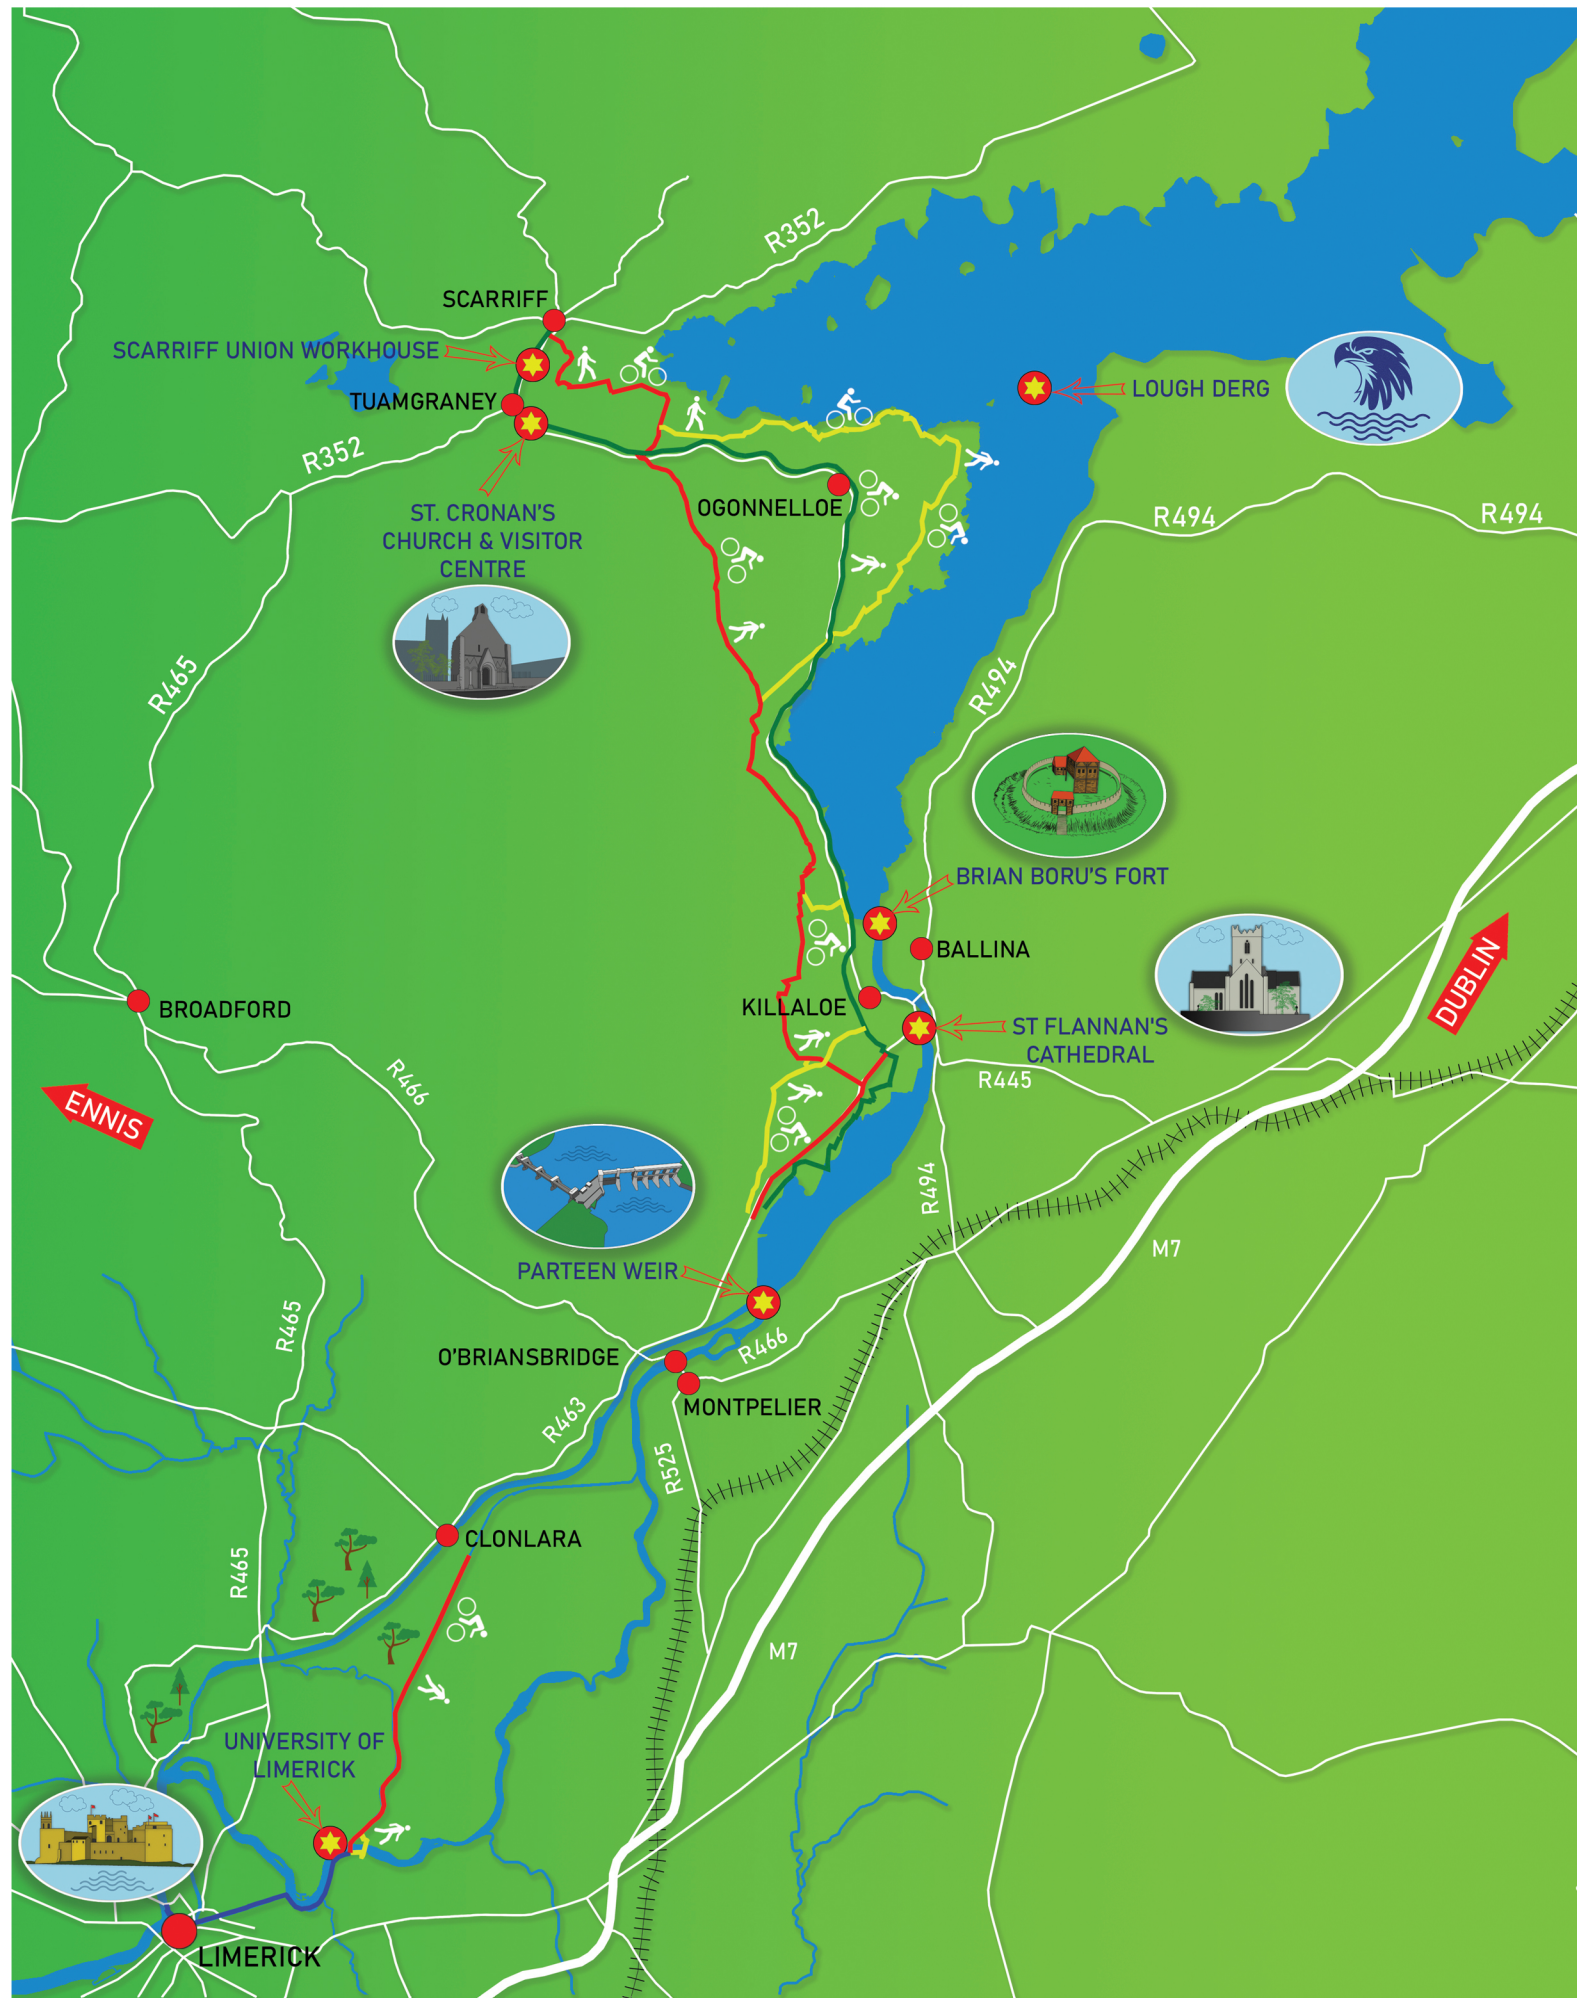 R352
SCARRIFF
SCARRIFF UNION WORKHOUSE
TUAMGRANEY
LOUGH DERG
R352
ST. CRONAN'S
CHURCH & VISITOR
CENTRE
OGONNELLOE
R494
R494
R465
R494
BRIAN BORU'S FORT
BALLINA
BROADFORD
KILLALOE
DUBLIN
ST FLANNAN'S
CATHEDRAL
R466
R445
ENNIS
R494
M7
PARTEEN WEIR
R465
O'BRIANSBRIDGE
R466
MONTPELIER
R463
R525
CLONLARA
R465
M7
UNIVERSITY OF
LIMERICK
LIMERICK